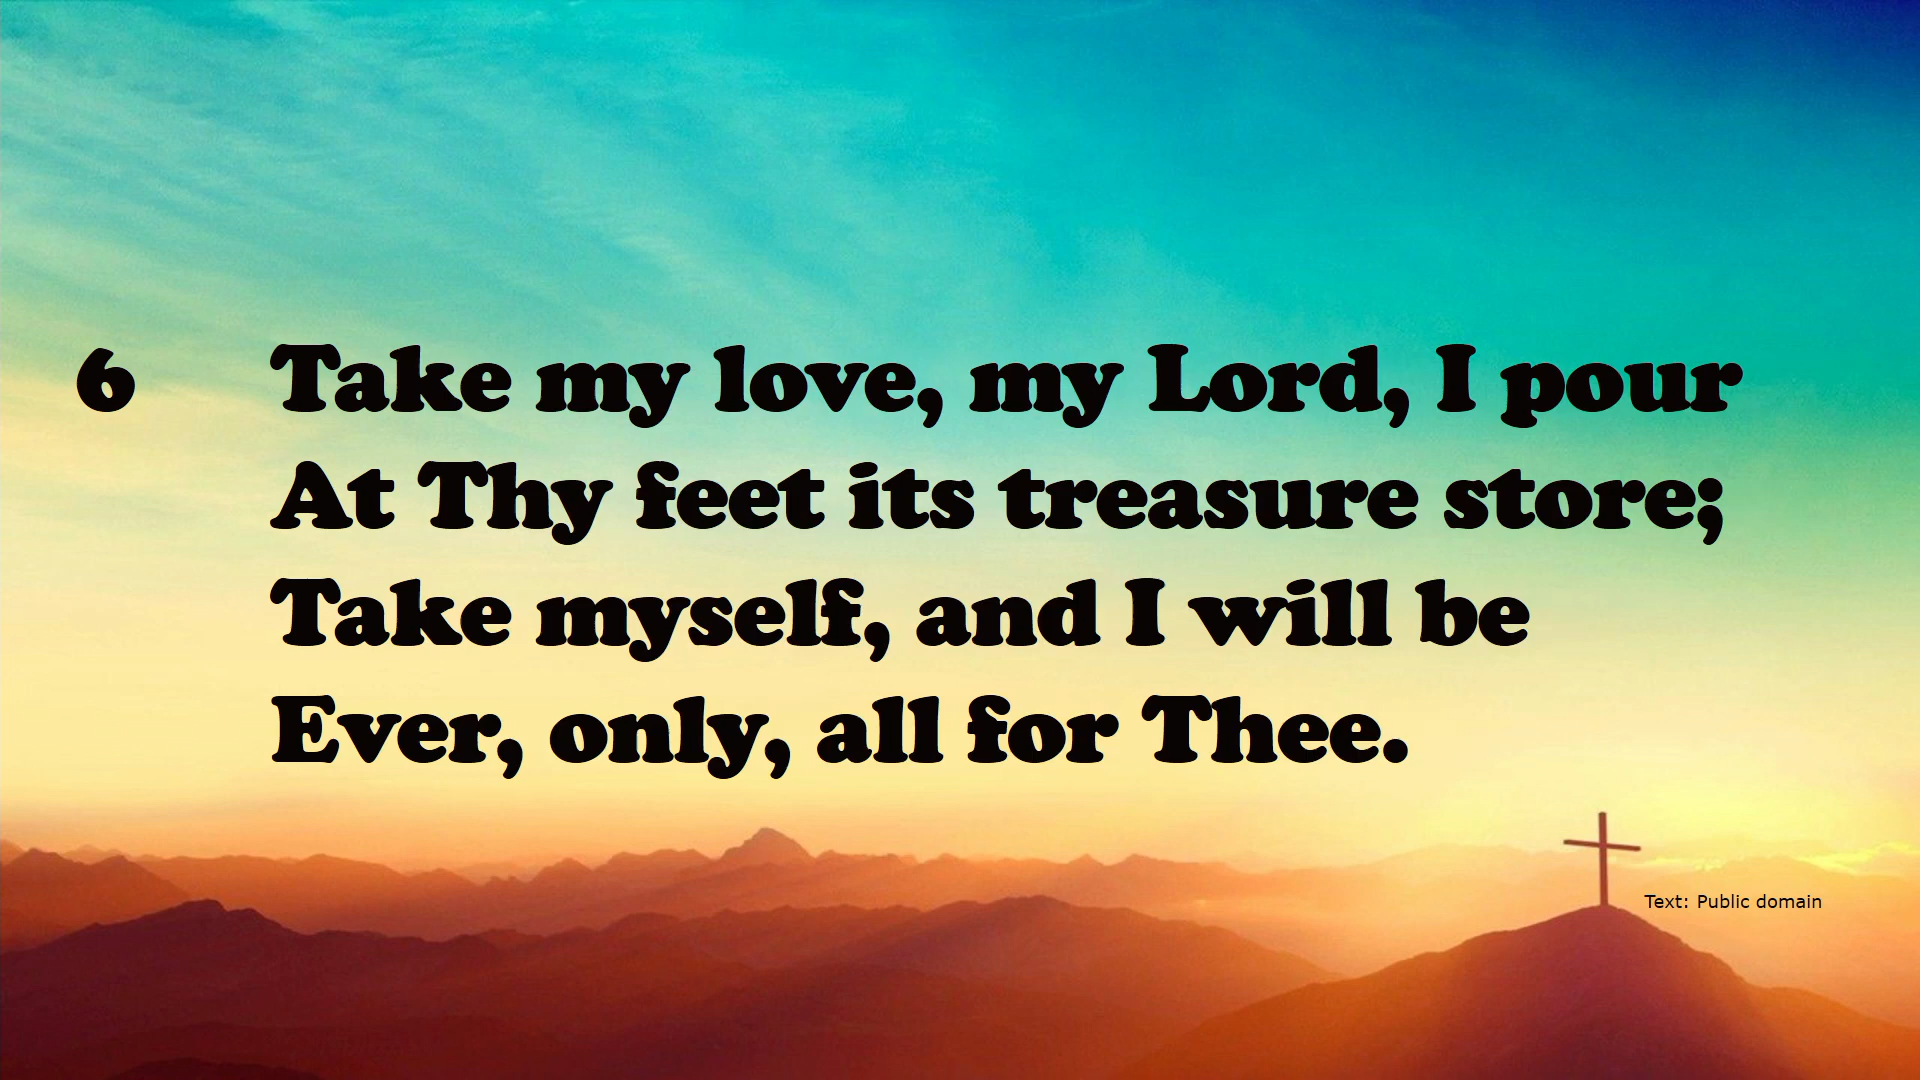 6 Take my love, my Lord, I pour
At Thy feet its treasure store;
Take myself, and I will be
Ever, only, all for Thee.
Text: Public domain